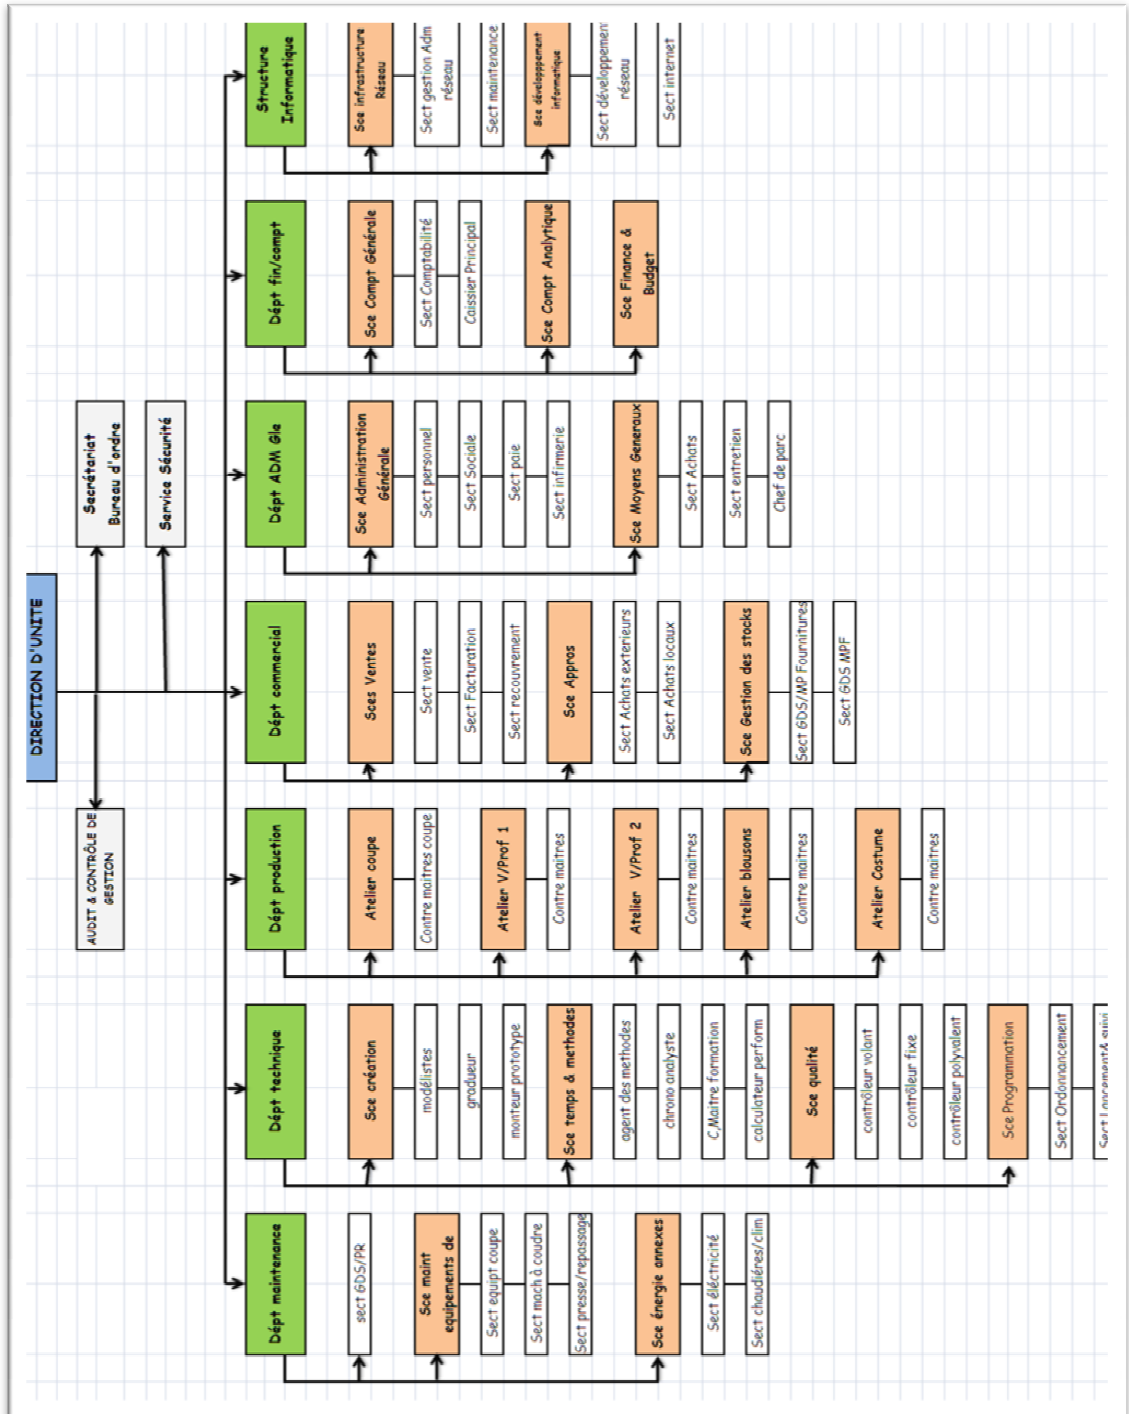 DIRECTION D'UNITE
AUDIT & CONTRÔLE DE
GESTION
Secrétariat
Bureau d'ordre
Service Sécurité
Dépt maintenance
sect GDS/PR
Sce maint
equipements de
Sect equipt coupe
Sect mach à coudre
Sect presse/repassage
Sce énergie annexes
Sect éléctricité
Sect chaudiéres/clim
Dépt technique
Sce création
modélistes
gradueur
monteur prototype
Sce temps & methodes
agent des methodes
chrono analyste
C,Maitre formation
calculateur perform
Sce qualité
contrôleur volant
contrôleur fixe
contrôleur polyvalent
Sce Programmation
Sect Ordonnancement
Sect Lancement& suivi
Dépt production
Atelier coupe
Contre maitres coupe
Atelier V/Prof 1
Contre maitres
Atelier V/Prof 2
Contre maitres
Atelier blousons
Contre maitres
Atelier Costume
Contre maitres
Dépt commercial
Sces Ventes
Sect vente
Sect Facturation
Sect recouvrement
Sce Appros
Sect Achats exterieurs
Sect Achats locaux
Sce Gestion des stocks
Sect GDS/MP Fournitures
Sect GDS MPF
Dépt ADM Gle
Sce Administration
Générale
Sect personnel
Sect Sociale
Sect paie
Sect infirmerie
Sce Moyens Generaux
Sect Achats
Sect entretien
Chef de parc
Dépt fin/compt
Sce Compt Générale
Sect Comptabilité
Caissier Principal
Sce Compt Analytique
Sce Finance &
Budget
Structure
Informatique
Sce infrastructure
Réseau
Sect gestion Adm
réseau
Sect maintenance
Sce développpement
informatique
Sect développement
réseau
Sect internet